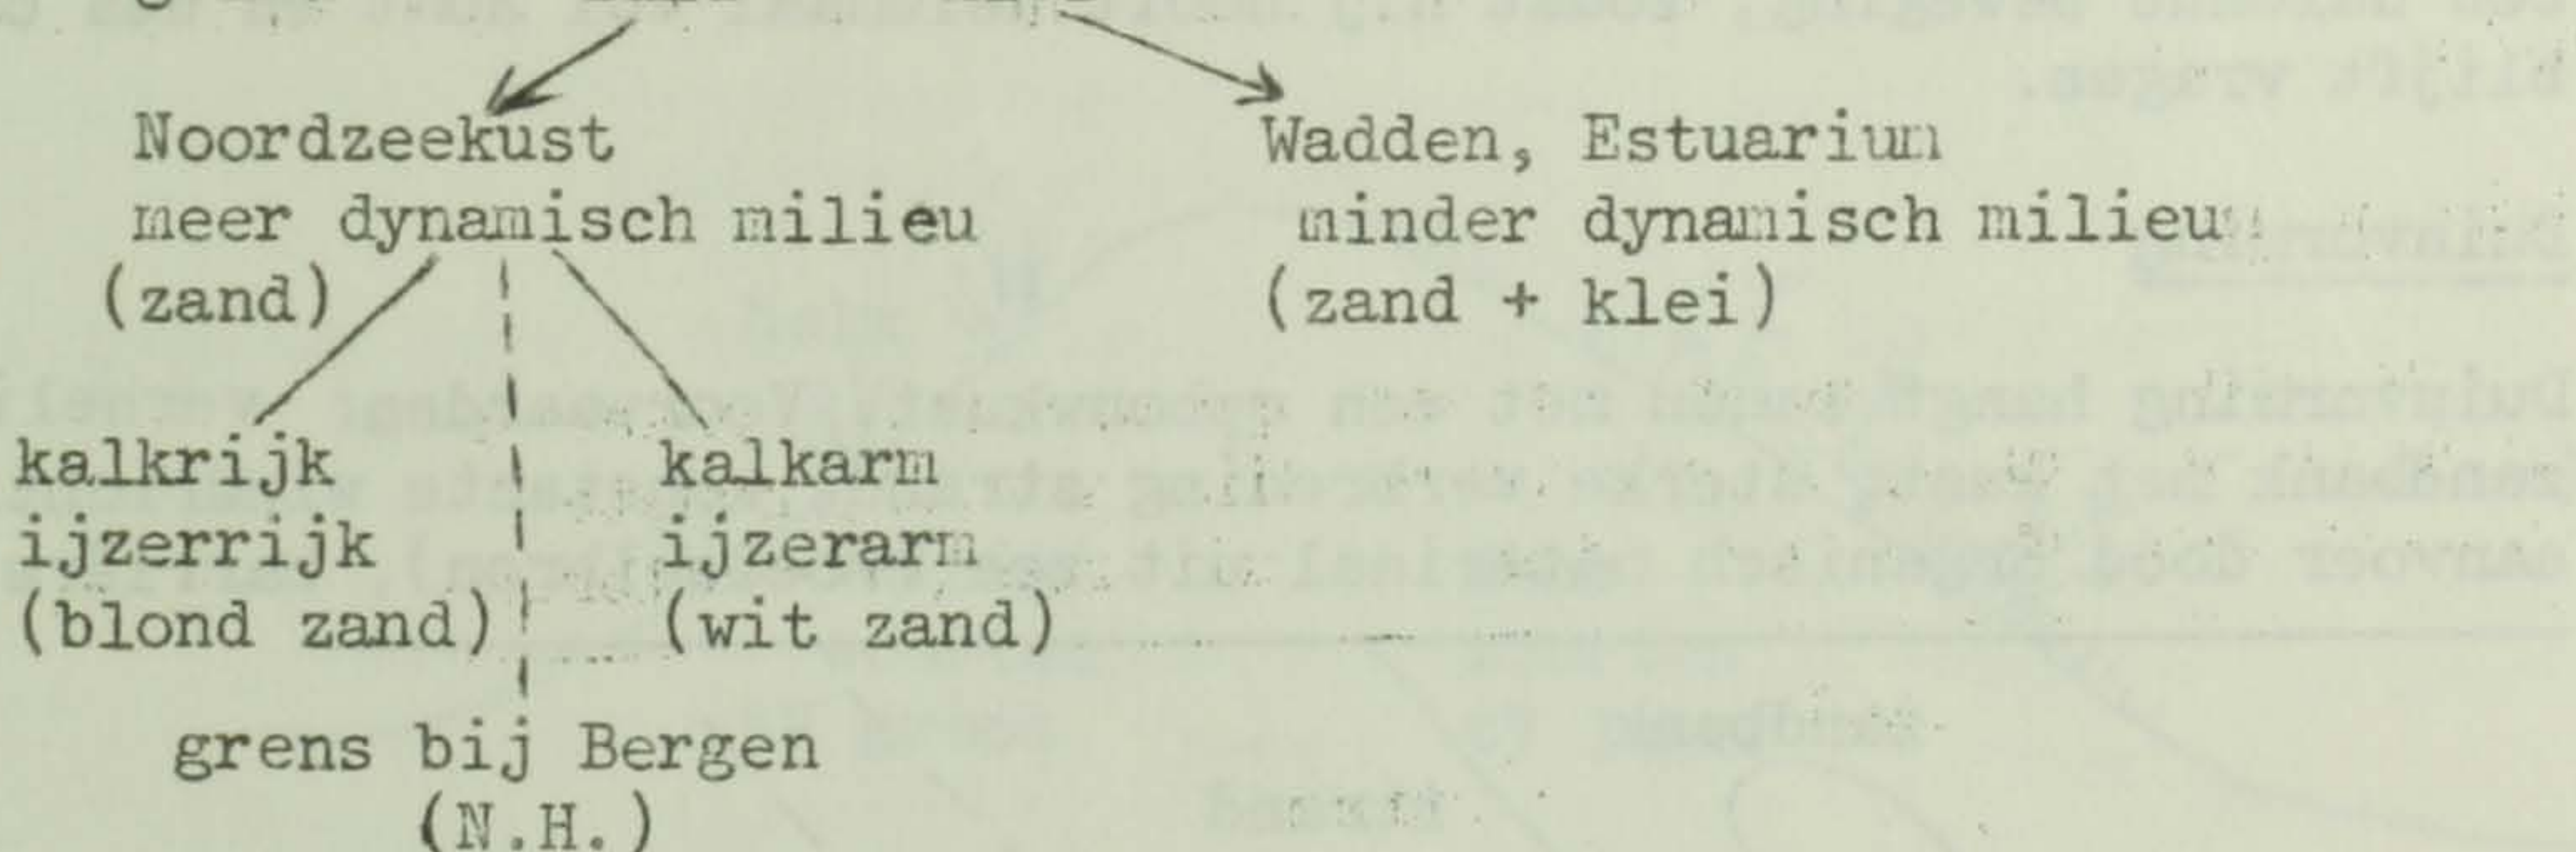 Noordzeekust
meer dynamisch milieu
(zand)
Wadden, Estuarium
minder dynamisch milieu
(zand + klei)
kalkrijk
ijzerrijk
(blond zand)
kalkarm
ijzerarm
(wit zand)
grens bij Bergen
(N.H.)